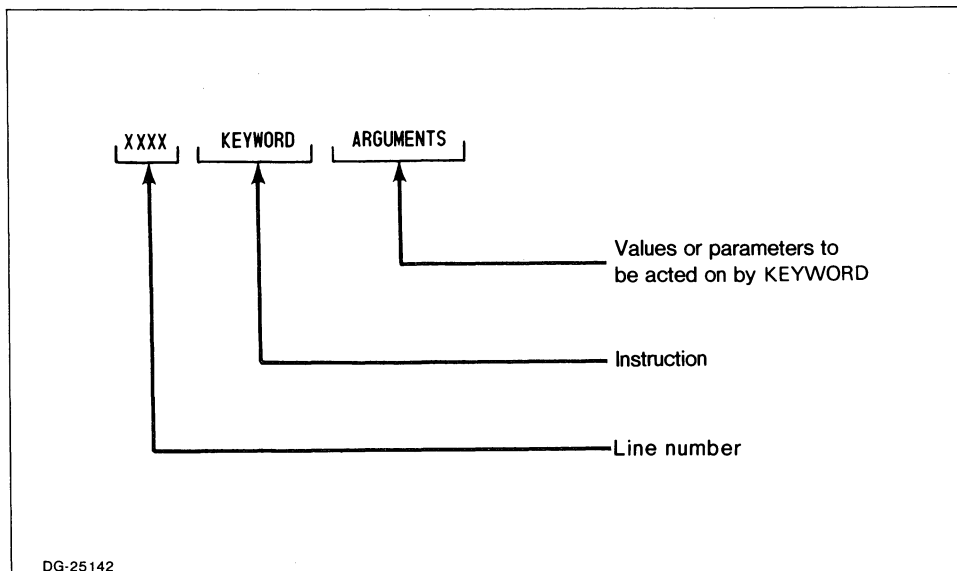 XXXX KEYWORD ARGUMENTS
Values or parameters to
be acted on by KEYWORD
Instruction
Line number
DG-25142